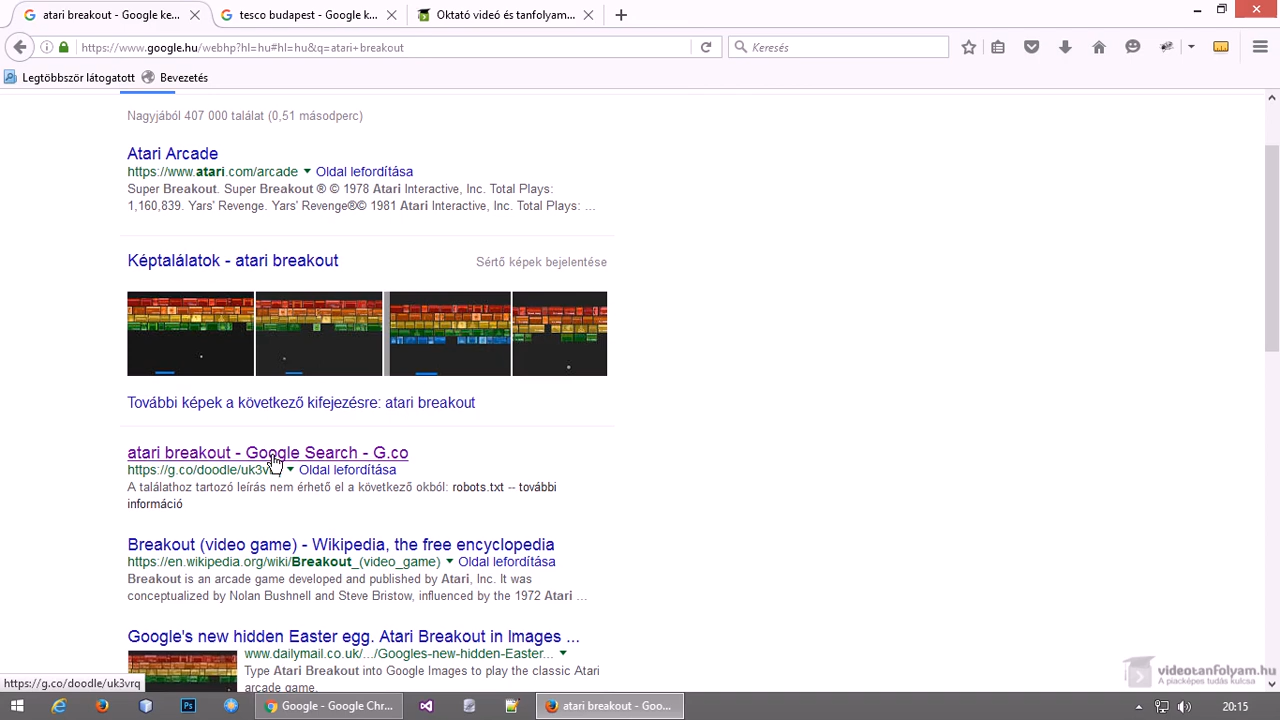 atari breakout - Google ke...
tesco budapest - Google k...
Oktató videó és tanfolyam...
https://www.google.hu/webhp?hl=hu#hl=hu&q=atari+breakout
Keresés
Legtöbbször látogatott
Bevezetés
Nagyjából 407 000 találat (0,51 másodperc)
Atari Arcade
https://www.atari.com/arcade Oldal lefordítása
Super Breakout. Super Breakout ® © 1978 Atari Interactive, Inc. Total Plays:
1,160,839. Yars' Revenge. Yars' Revenge®© 1981 Atari Interactive, Inc. Total Plays: ...
Képtalálatok - atari breakout
Sértő képek bejelentése
További képek a következő kifejezésre: atari breakout
atari breakout - Google Search - G.co
https://g.co/doodle/uk3v Oldal lefordítása
A találathoz tartozó leírás nem érhető el a következő okból: robots.txt -- további
információ
Breakout (video game) - Wikipedia, the free encyclopedia
https://en.wikipedia.org/wiki/Breakout_(video_game) Oldal lefordítása
Breakout is an arcade game developed and published by Atari, Inc. It was
conceptualized by Nolan Bushnell and Steve Bristow, influenced by the 1972 Atari ...
Google's new hidden Easter egg. Atari Breakout in Images ...
www.dailymail.co.uk/.../Googles-new-hidden-Easter...
Type Atari Breakout into Google Images to play the classic Atari
arcade game.
https://g.co/doodle/uk3vrq
videotanfolyam.hu
A piacképes tudás kulcsa
Google - Google Chr...
atari breakout - Goo...
20:15